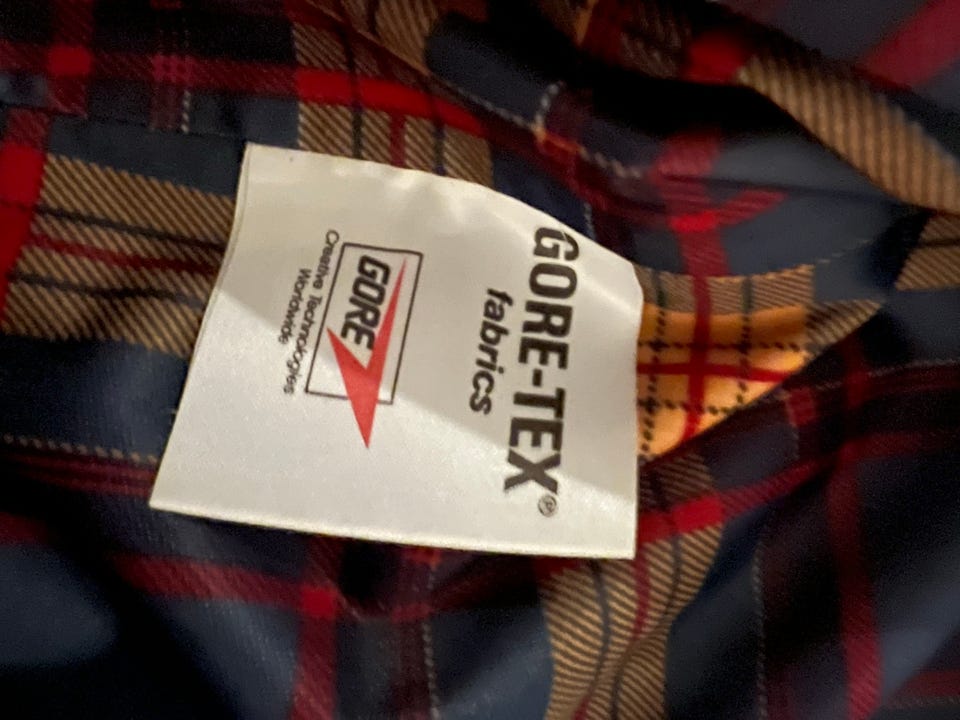 GORE-TEX®
fabrics
GORE
Creative Technologies
Worldwide